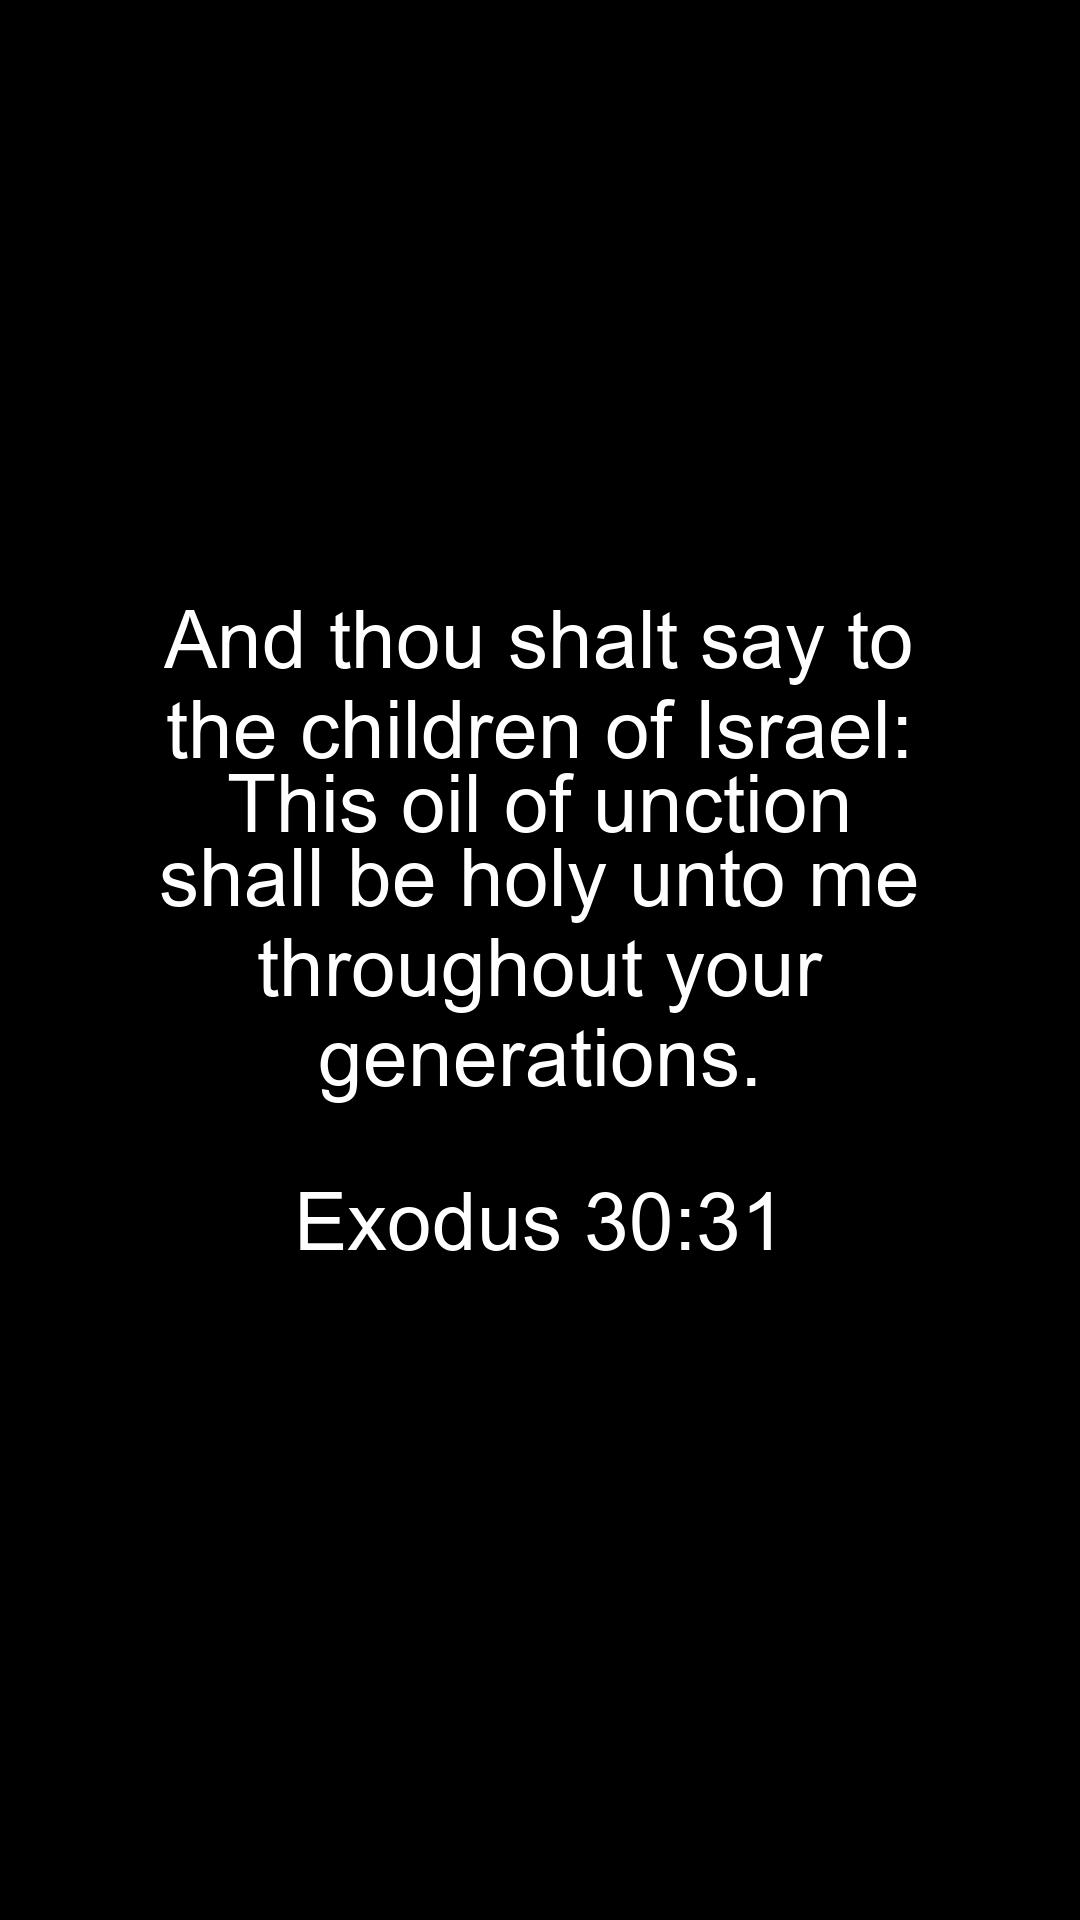 And thou shalt say to
the children of Israel:
This oil of unction
shall be holy unto me
throughout your
generations.
Exodus 30:31